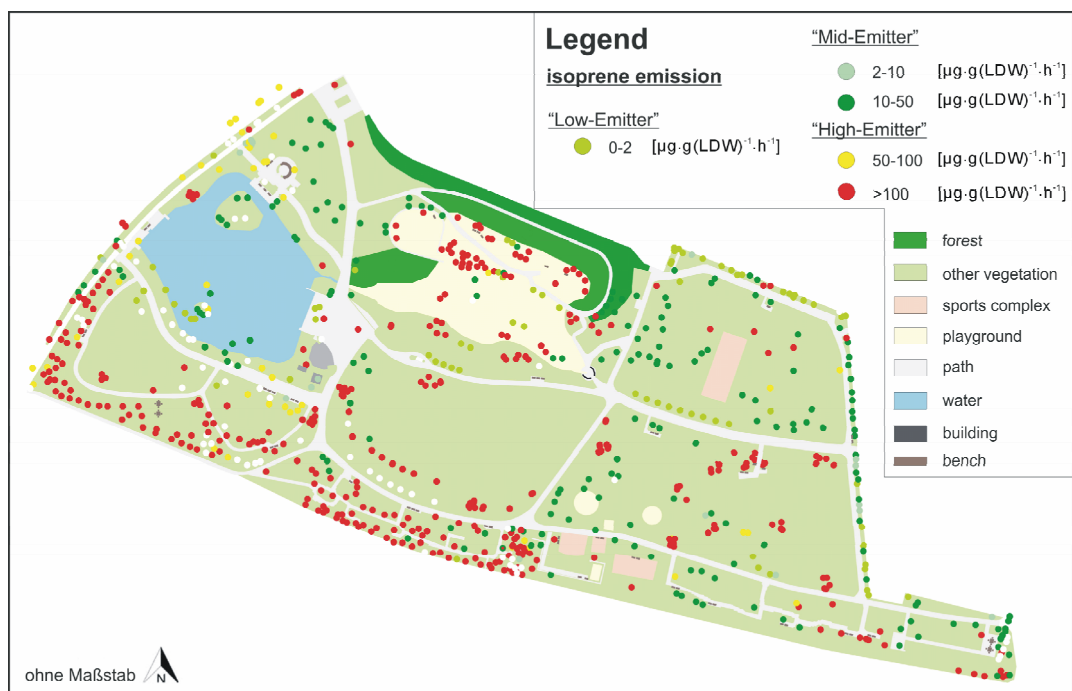 Legend
isoprene emission
“Low-Emitter”
0-2 [µg·g(LDW)⁻¹·h⁻¹]
“Mid-Emitter”
2-10 [µg·g(LDW)⁻¹·h⁻¹]
10-50 [µg·g(LDW)⁻¹·h⁻¹]
“High-Emitter”
50-100 [µg·g(LDW)⁻¹·h⁻¹]
>100 [µg·g(LDW)⁻¹·h⁻¹]
forest
other vegetation
sports complex
playground
path
water
building
bench
ohne Maßstab
N